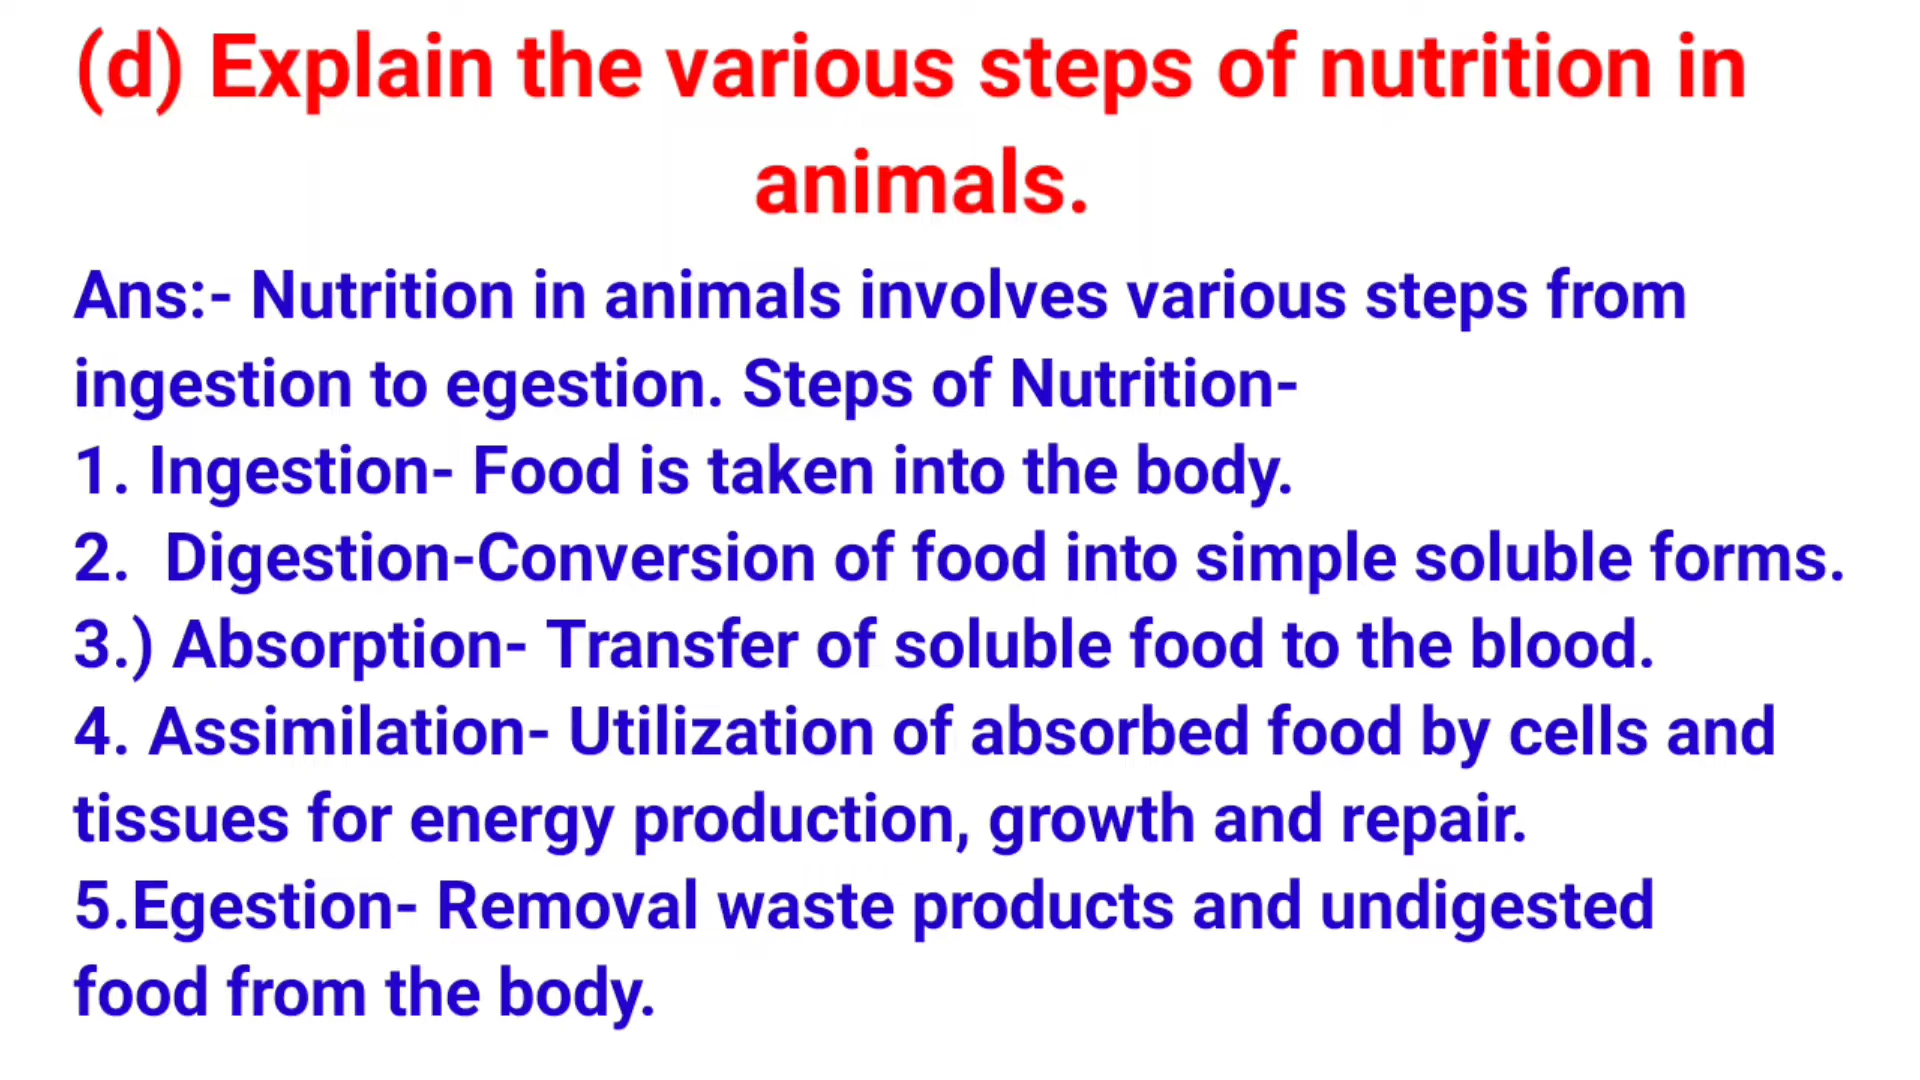 (d) Explain the various steps of nutrition in
animals.
Ans:- Nutrition in animals involves various steps from
ingestion to egestion. Steps of Nutrition-
1. Ingestion- Food is taken into the body.
2.  Digestion-Conversion of food into simple soluble forms.
3.) Absorption- Transfer of soluble food to the blood.
4. Assimilation- Utilization of absorbed food by cells and
tissues for energy production, growth and repair.
5.Egestion- Removal waste products and undigested
food from the body.